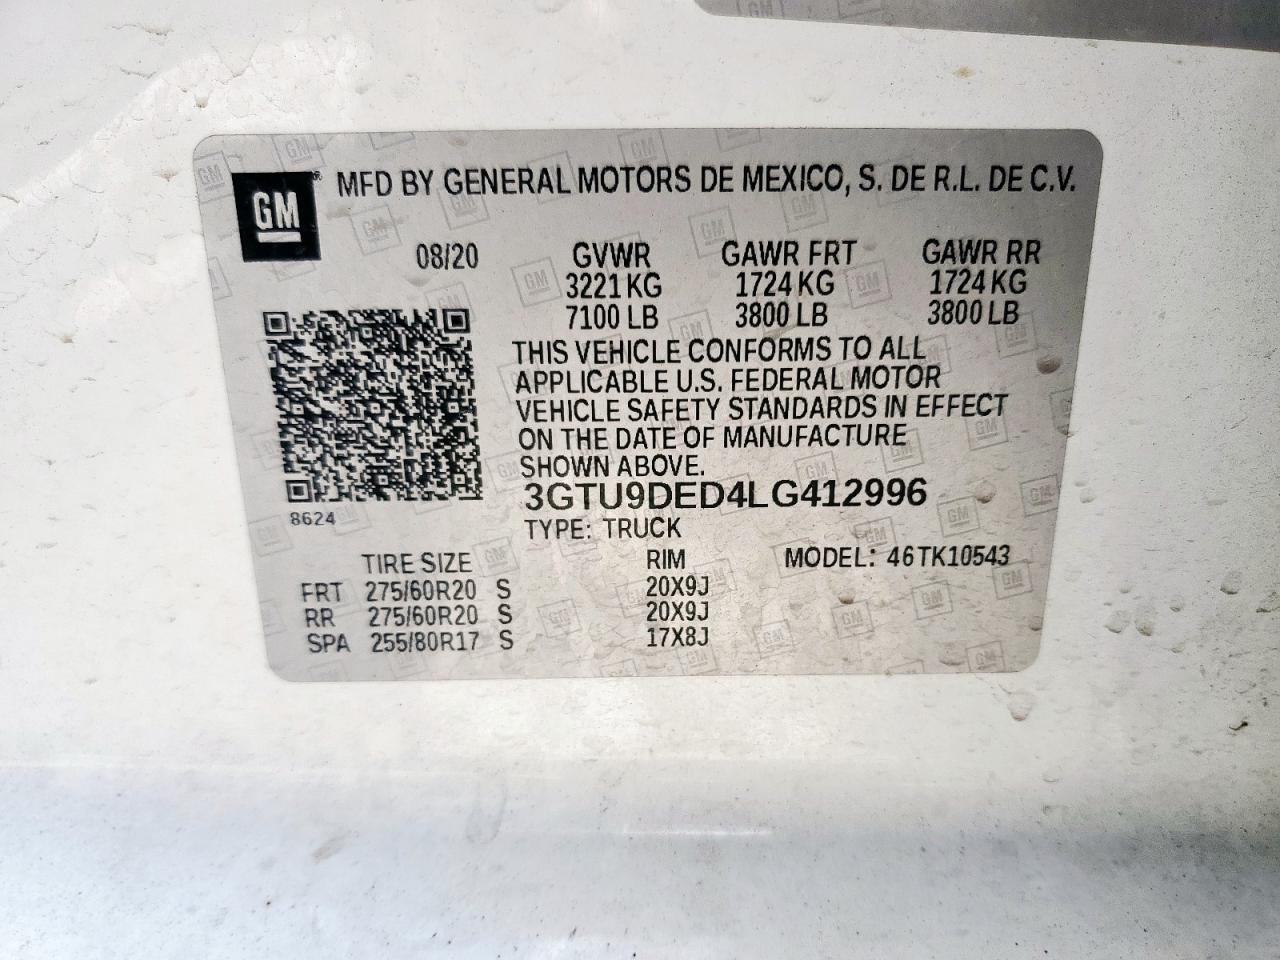 GM ® MFD BY GENERAL MOTORS DE MEXICO, S. DE R.L. DE C.V.
08/20 GVWR GAWR FRT GAWR RR
3221 KG 1724 KG 1724 KG
7100 LB 3800 LB 3800 LB
THIS VEHICLE CONFORMS TO ALL
APPLICABLE U.S. FEDERAL MOTOR
VEHICLE SAFETY STANDARDS IN EFFECT
ON THE DATE OF MANUFACTURE
SHOWN ABOVE.
3GTU9DED4LG412996
8624
TYPE: TRUCK
TIRE SIZE RIM MODEL: 46TK10543
FRT 275/60R20 S 20X9J
RR 275/60R20 S 20X9J
SPA 255/80R17 S 17X8J